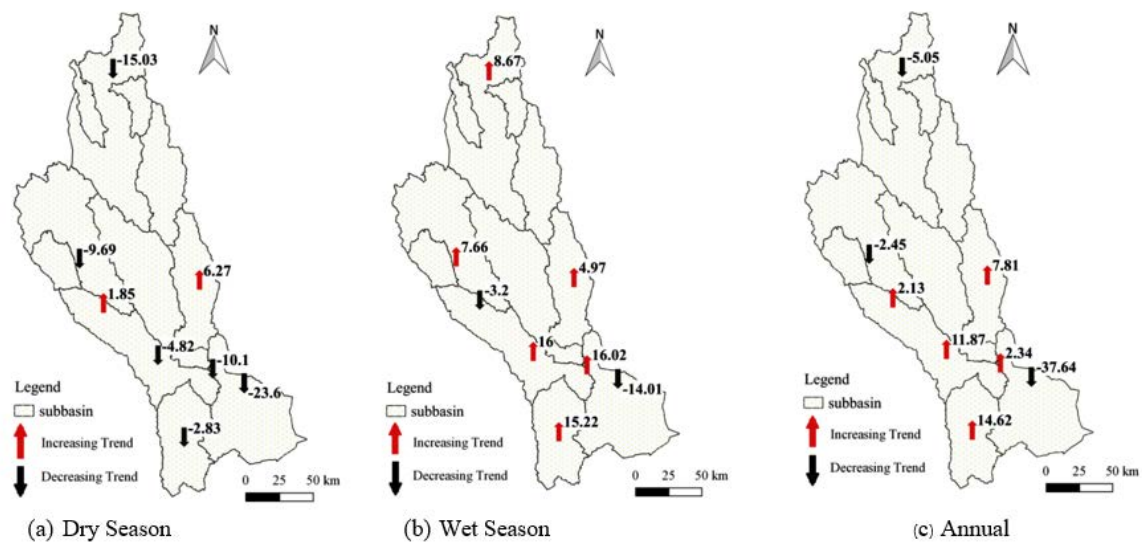 N
-15.03
-9.69
6.27
1.85
-4.82
-10.1
-23.6
-2.83
Legend
subbasin
Increasing Trend
Decreasing Trend
0 25 50 km
(a) Dry Season
N
8.67
7.66
4.97
-3.2
16
16.02
-14.01
15.22
Legend
subbasin
Increasing Trend
Decreasing Trend
0 25 50 km
(b) Wet Season
N
-5.05
-2.45
7.81
2.13
11.87
2.34
-37.64
14.62
Legend
subbasin
Increasing Trend
Decreasing Trend
0 25 50 km
(c) Annual